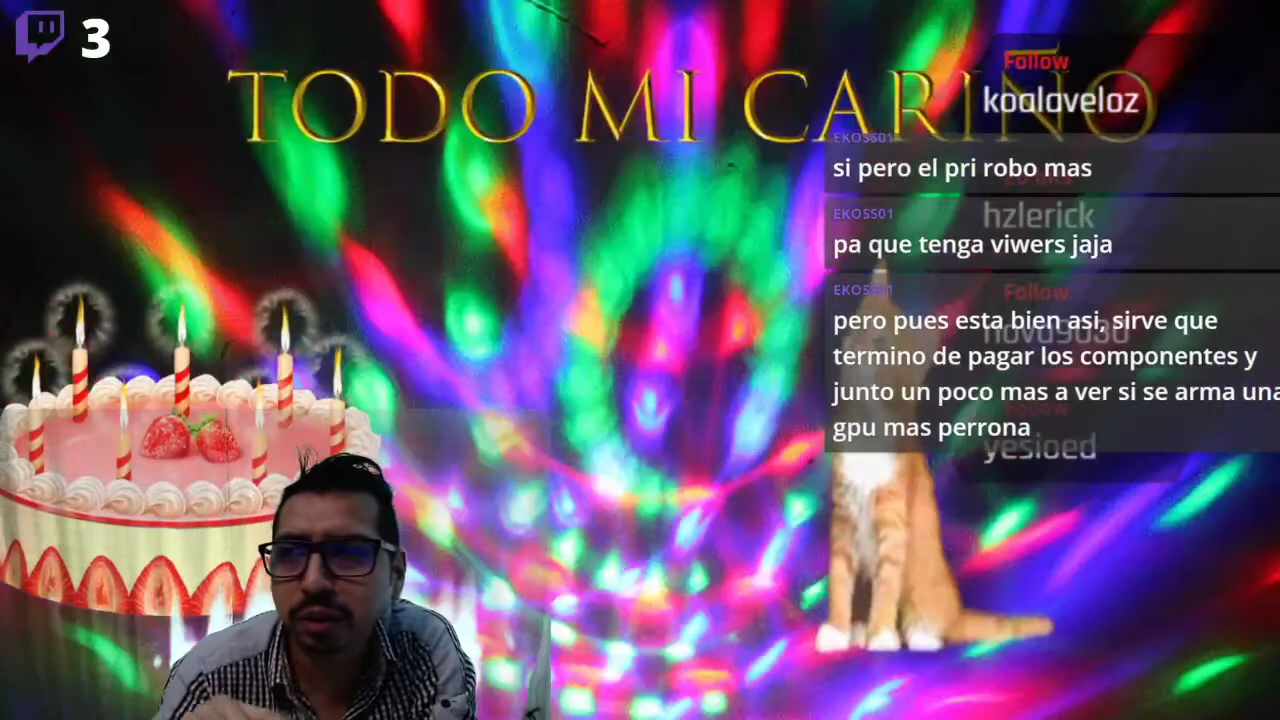 3
TODO MI CARIÑO
Follow
koalaveloz
EKOSS01
si pero el pri robo mas
EKOSS01
hzlerick
pa que tenga viwers jaja
EKOSS01
Follow
pero pues esta bien asi, sirve que
termino de pagar los componentes y
junto un poco mas a ver si se arma una
gpu mas perrona
yesioed